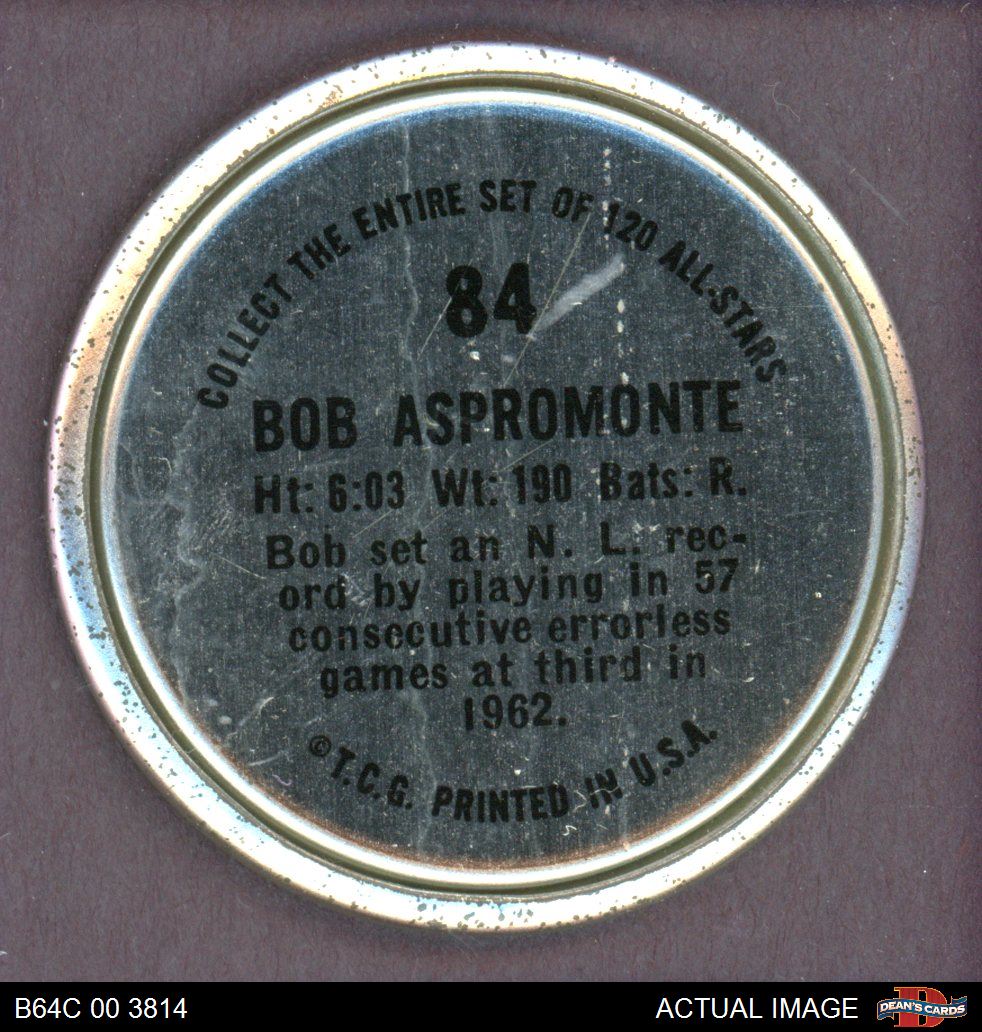 COLLECT THE ENTIRE SET OF 120 ALL-STARS
84
BOB ASPROMONTE
Ht: 6:03 Wt: 190 Bats: R.
Bob set an N. L. rec-
ord by playing in 57
consecutive errorless
games at third in
1962.
© T.C.G. PRINTED IN U.S.A.
B64C 00 3814
ACTUAL IMAGE
DEAN'S CARDS